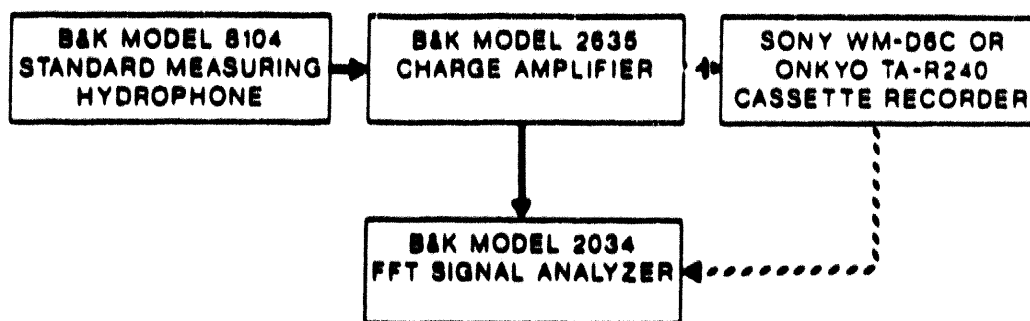 B&K MODEL 8104
STANDARD MEASURING
HYDROPHONE
B&K MODEL 2635
CHARGE AMPLIFIER
SONY WM-D6C OR
ONKYO TA-R240
CASSETTE RECORDER
B&K MODEL 2034
FFT SIGNAL ANALYZER